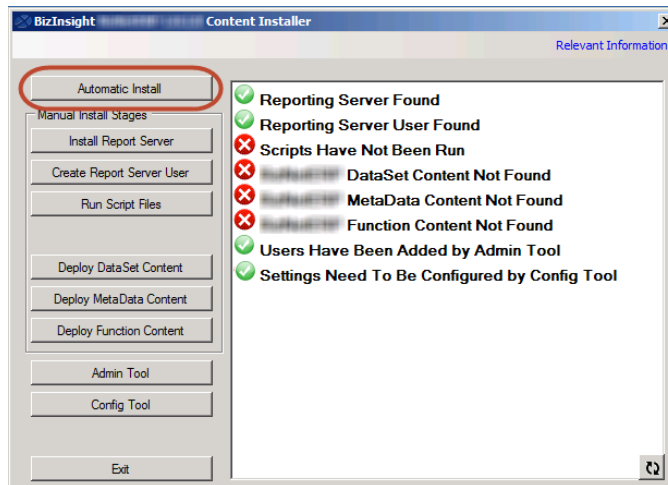 BizInsight Content Installer
Relevant Information
Automatic Install
Manual Install Stages
Install Report Server
Create Report Server User
Run Script Files
Deploy DataSet Content
Deploy MetaData Content
Deploy Function Content
Admin Tool
Config Tool
Exit
Reporting Server Found
Reporting Server User Found
Scripts Have Not Been Run
DataSet Content Not Found
MetaData Content Not Found
Function Content Not Found
Users Have Been Added by Admin Tool
Settings Need To Be Configured by Config Tool